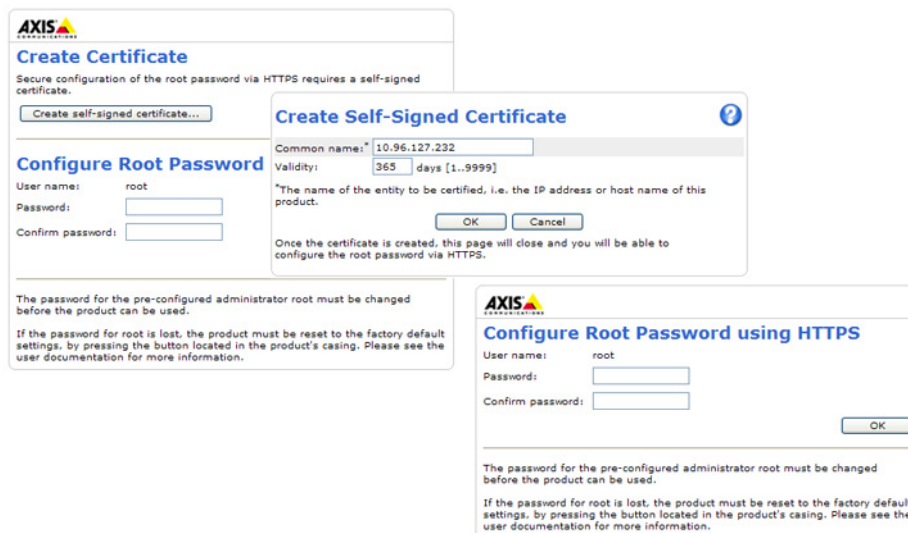 AXIS
COMMUNICATIONS
Create Certificate
Secure configuration of the root password via HTTPS requires a self-signed
certificate.
Create self-signed certificate...
Configure Root Password
User name: root
Password:
Confirm password:
The password for the pre-configured administrator root must be changed
before the product can be used.
If the password for root is lost, the product must be reset to the factory default
settings, by pressing the button located in the product's casing. Please see the
user documentation for more information.
Create Self-Signed Certificate
?
Common name:* 10.96.127.232
Validity: 365 days [1..9999]
*The name of the entity to be certified, i.e. the IP address or host name of this
product.
OK Cancel
Once the certificate is created, this page will close and you will be able to
configure the root password via HTTPS.
AXIS
COMMUNICATIONS
Configure Root Password using HTTPS
User name: root
Password:
Confirm password:
OK
The password for the pre-configured administrator root must be changed
before the product can be used.
If the password for root is lost, the product must be reset to the factory defaul
settings, by pressing the button located in the product's casing. Please see the
user documentation for more information.